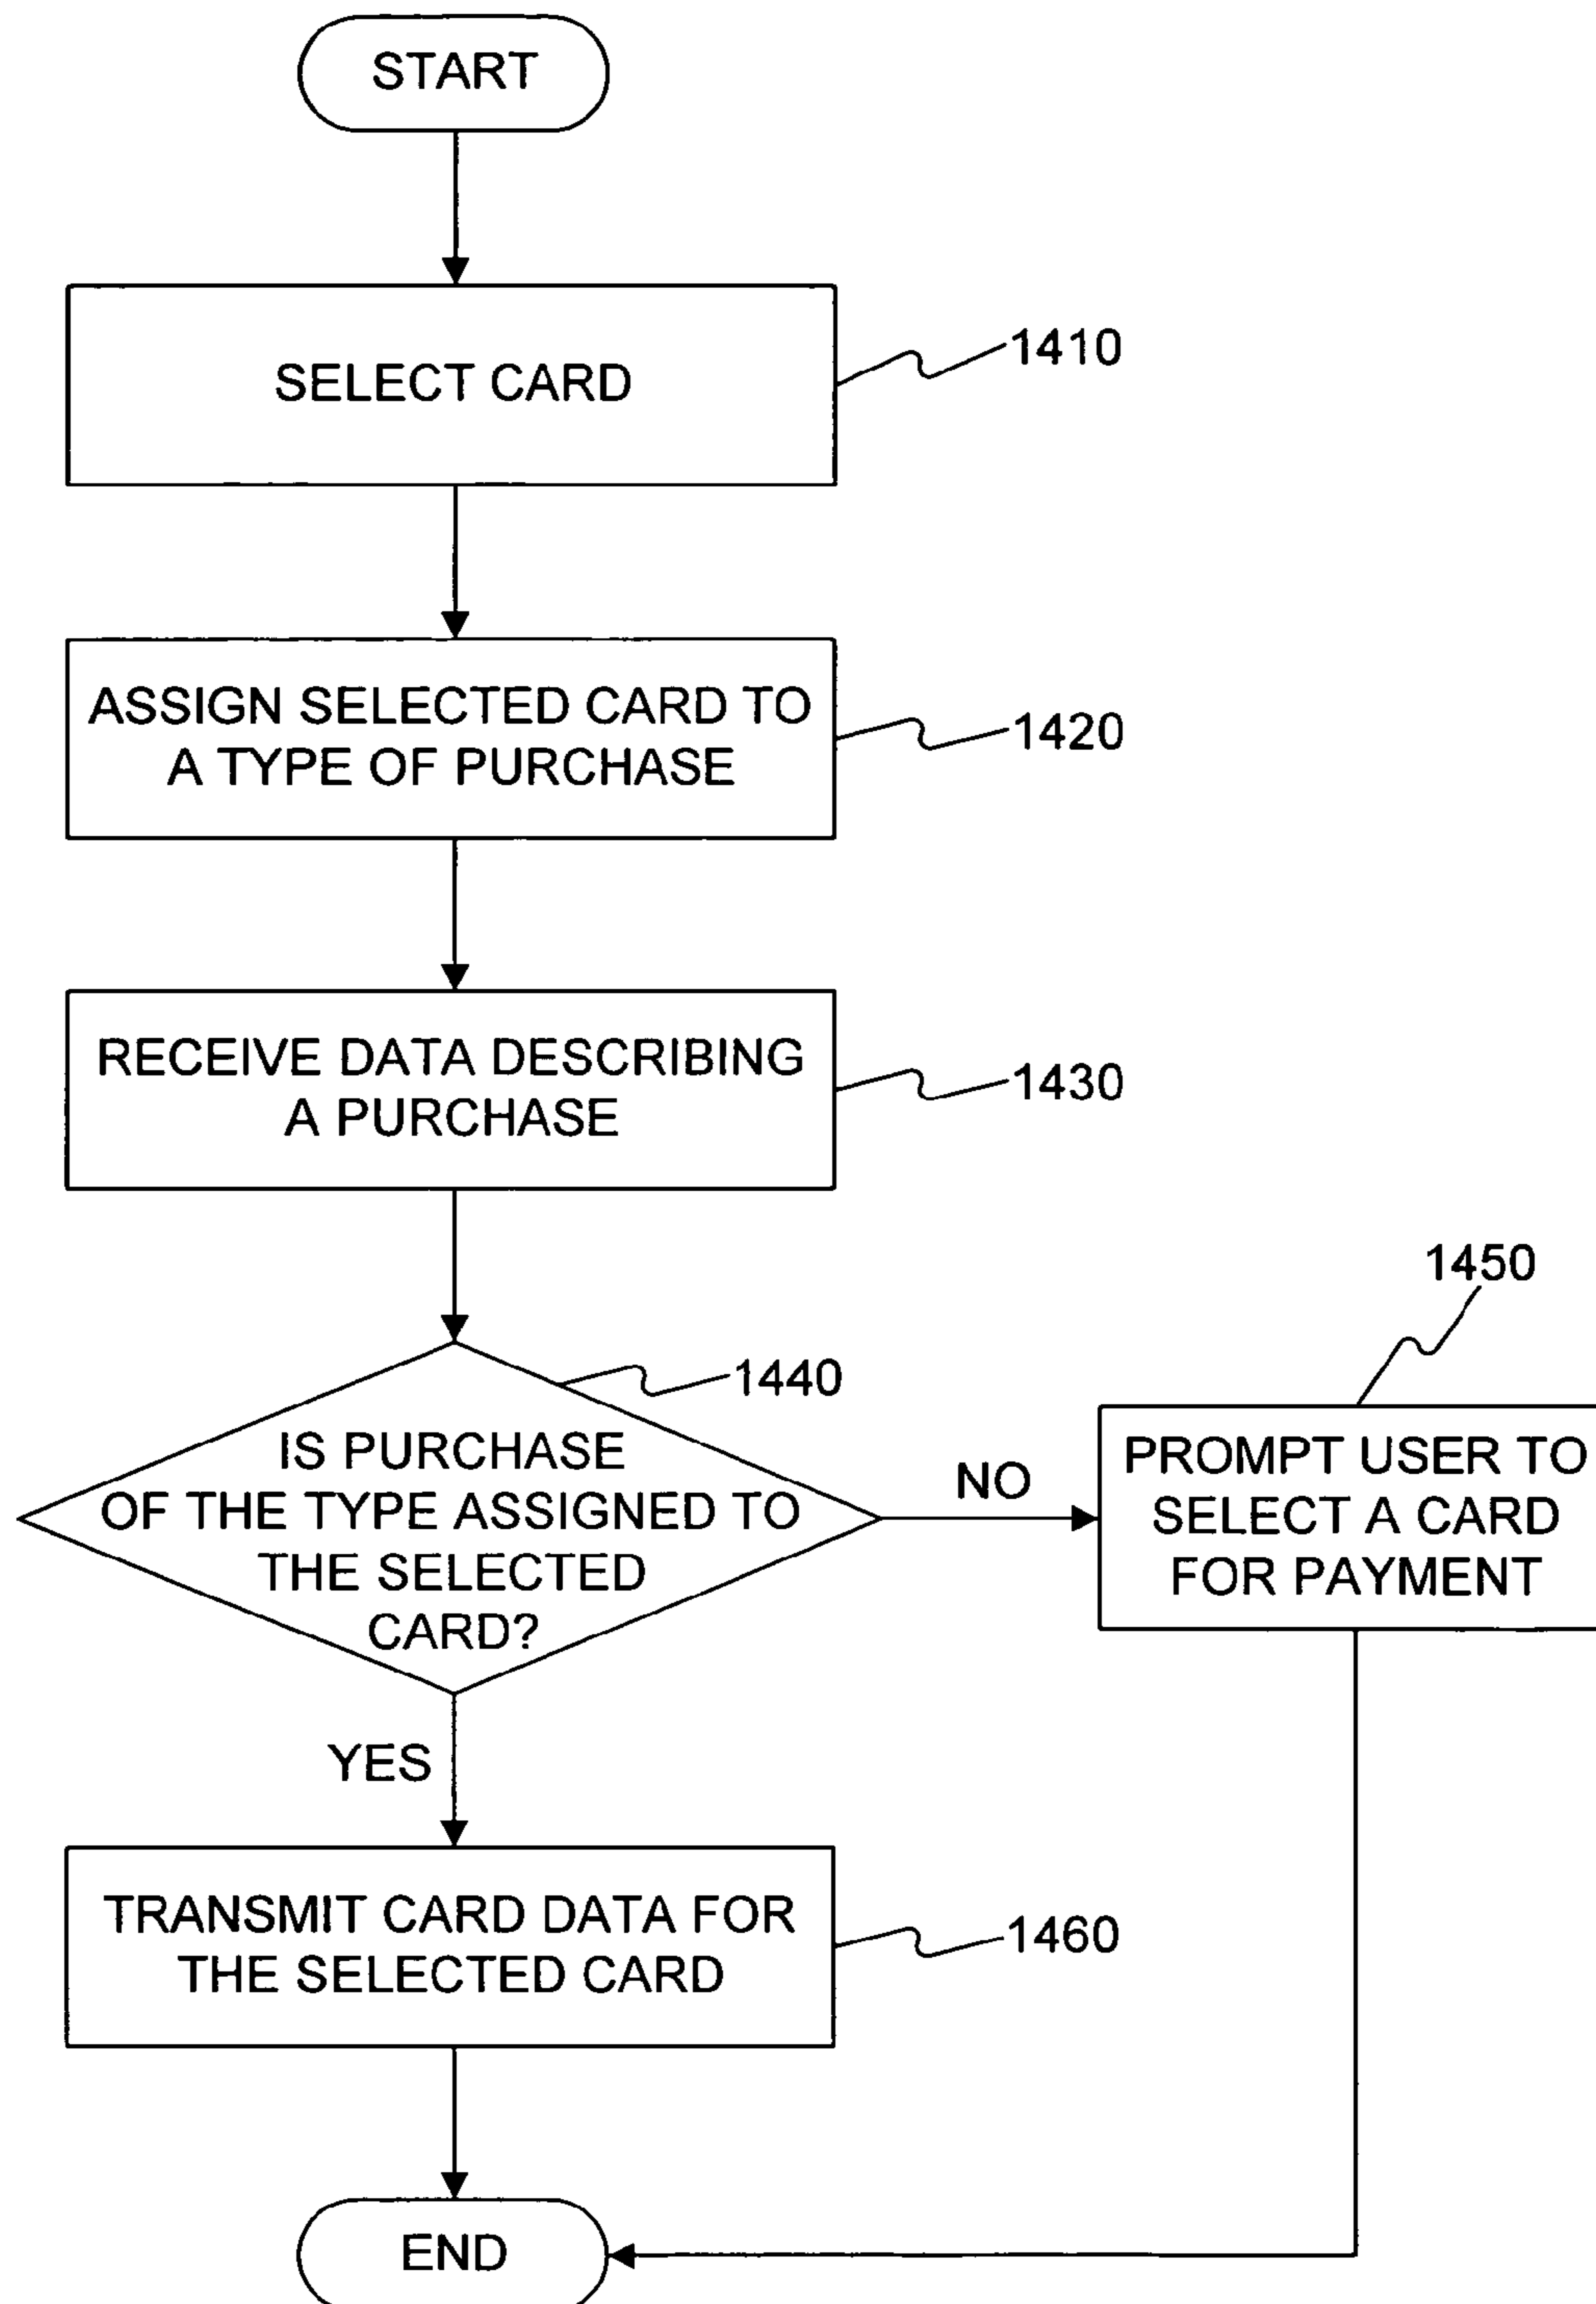 START
SELECT CARD
1410
ASSIGN SELECTED CARD TO
A TYPE OF PURCHASE
1420
RECEIVE DATA DESCRIBING
A PURCHASE
1430
1440
IS PURCHASE
OF THE TYPE ASSIGNED TO
THE SELECTED
CARD?
NO
1450
PROMPT USER TO
SELECT A CARD
FOR PAYMENT
YES
TRANSMIT CARD DATA FOR
THE SELECTED CARD
1460
END